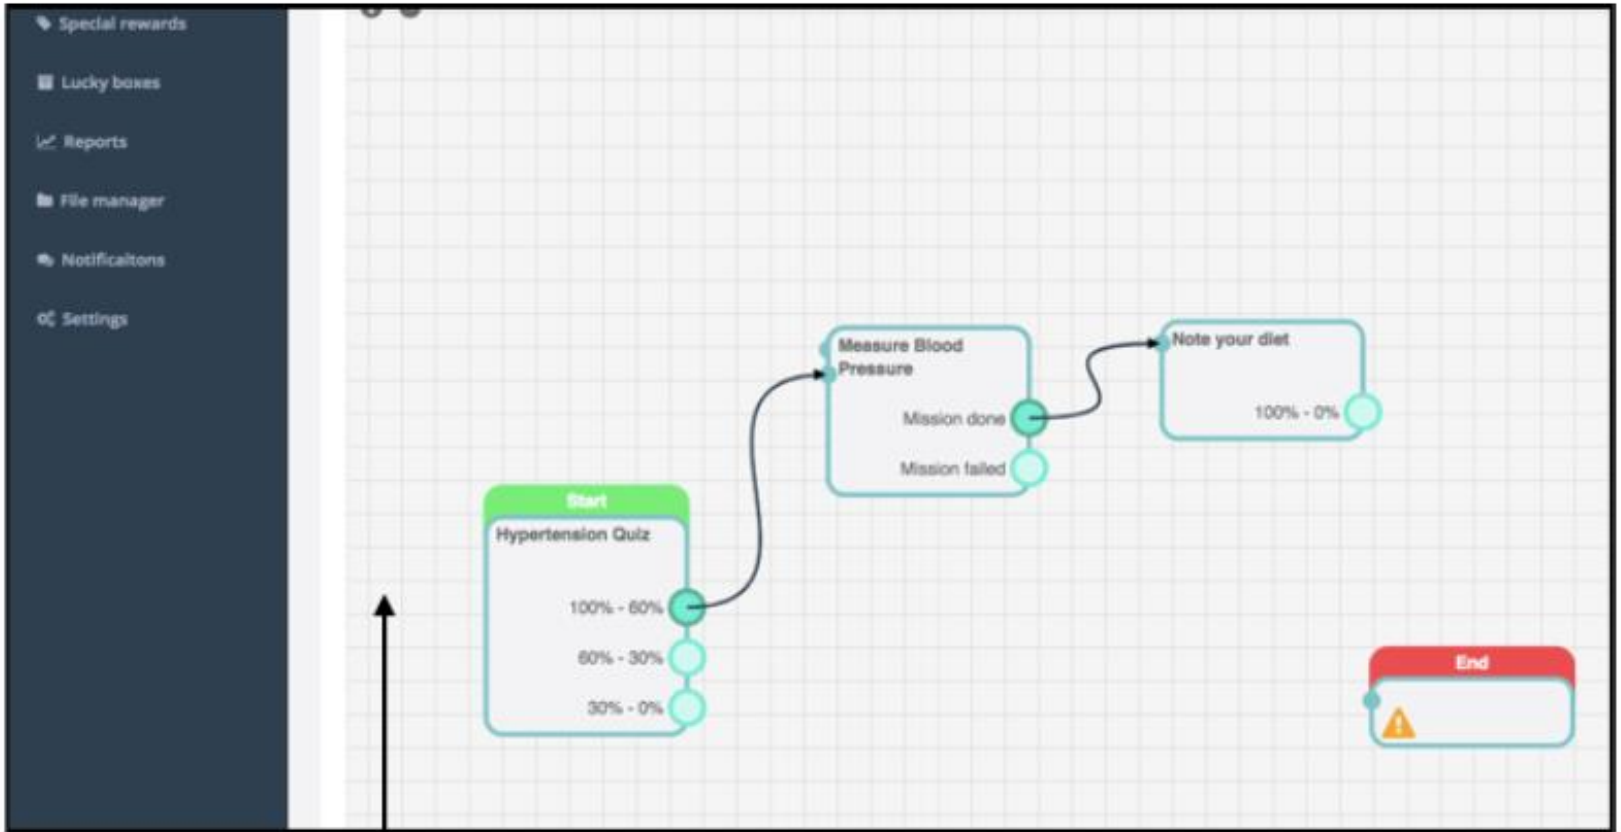 Special rewards
Lucky boxes
Reports
File manager
Notificaitons
Settings
Measure Blood
Pressure
Mission done
Mission failed
Note your diet
100% - 0%
Start
Hypertension Quiz
100% - 60%
60% - 30%
30% - 0%
End